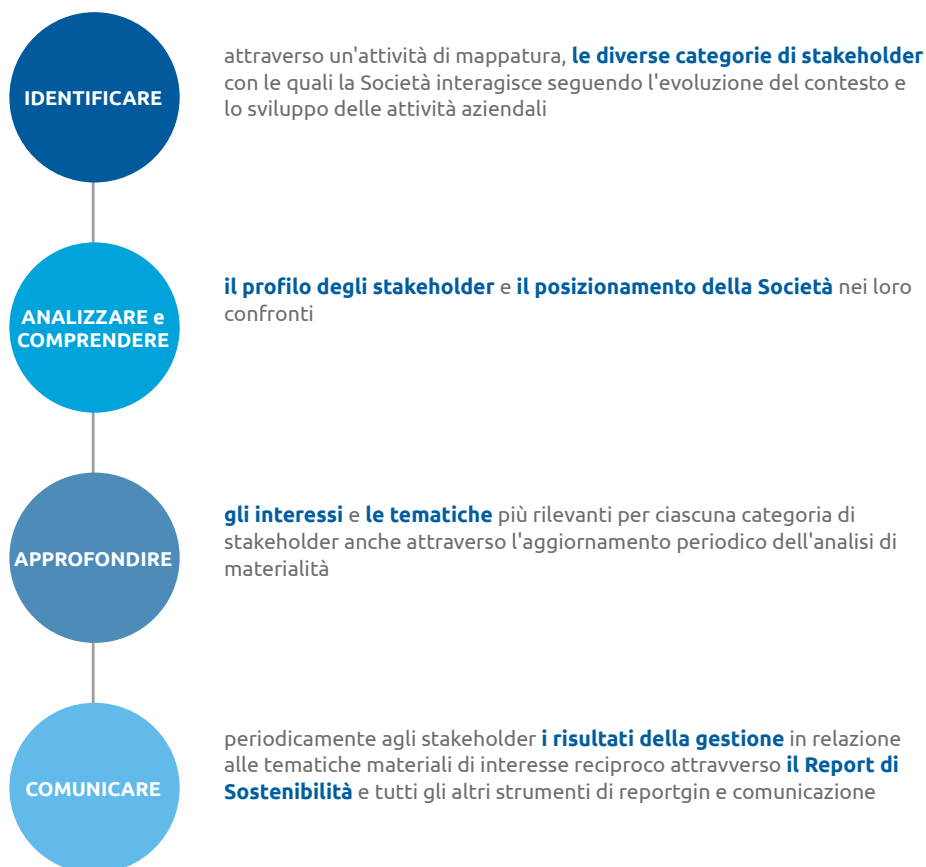 IDENTIFICARE
attraverso un'attività di mappatura, le diverse categorie di stakeholder
con le quali la Società interagisce seguendo l'evoluzione del contesto e
lo sviluppo delle attività aziendali
ANALIZZARE e
COMPRENDERE
il profilo degli stakeholder e il posizionamento della Società nei loro
confronti
APPROFONDIRE
gli interessi e le tematiche più rilevanti per ciascuna categoria di
stakeholder anche attraverso l'aggiornamento periodico dell'analisi di
materialità
COMUNICARE
periodicamente agli stakeholder i risultati della gestione in relazione
alle tematiche materiali di interesse reciproco attravverso il Report di
Sostenibilità e tutti gli altri strumenti di reportgin e comunicazione